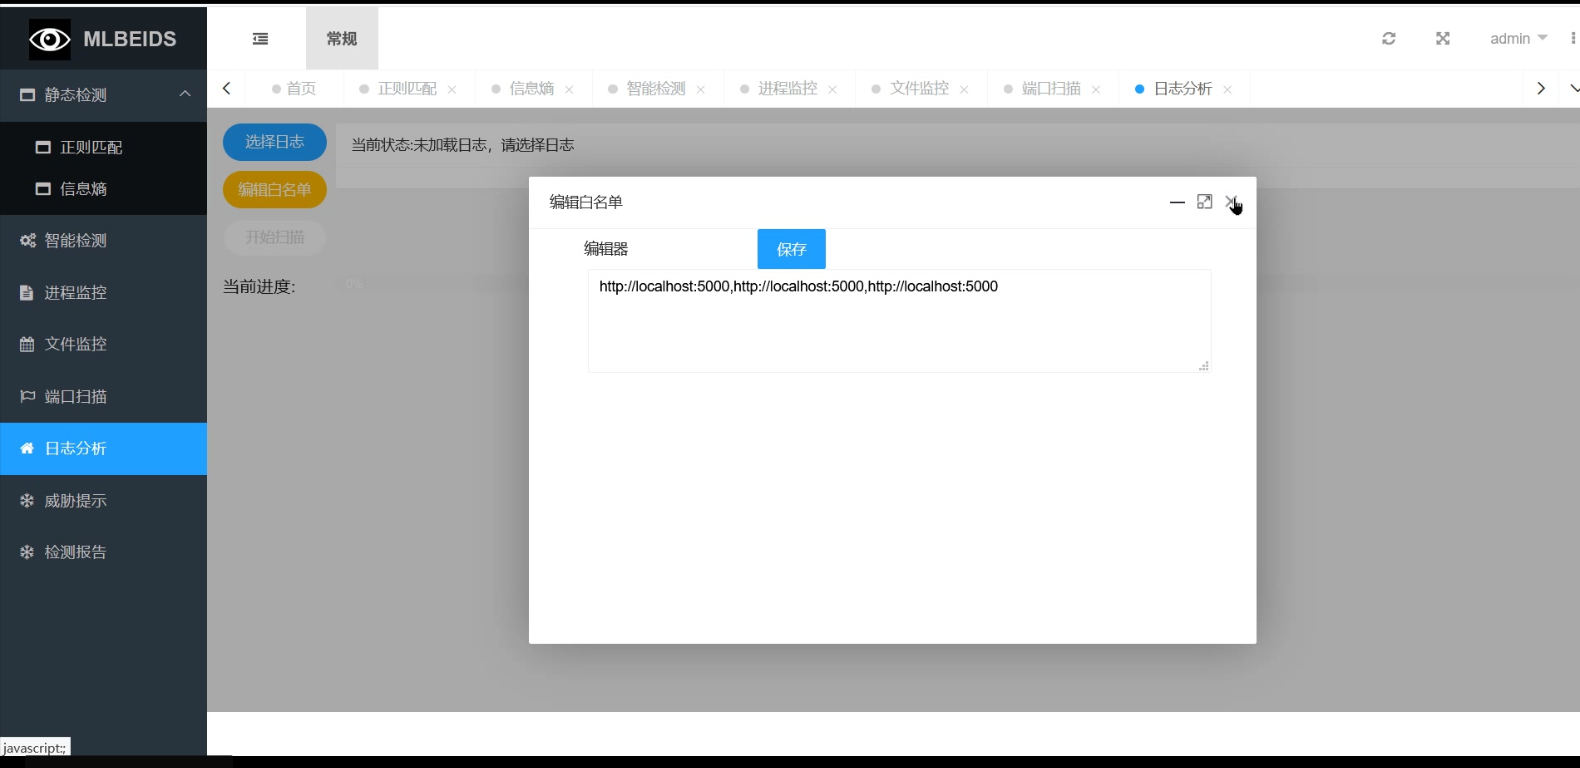 MLBEIDS
常规
admin
静态检测
首页
正则匹配
信息熵
智能检测
进程监控
文件监控
端口扫描
日志分析
正则匹配
信息熵
智能检测
进程监控
文件监控
端口扫描
日志分析
威胁提示
检测报告
选择日志
当前状态:未加载日志，请选择日志
编辑白名单
开始扫描
当前进度:
0%
编辑白名单
编辑器
保存
http://localhost:5000,http://localhost:5000,http://localhost:5000
javascript:;